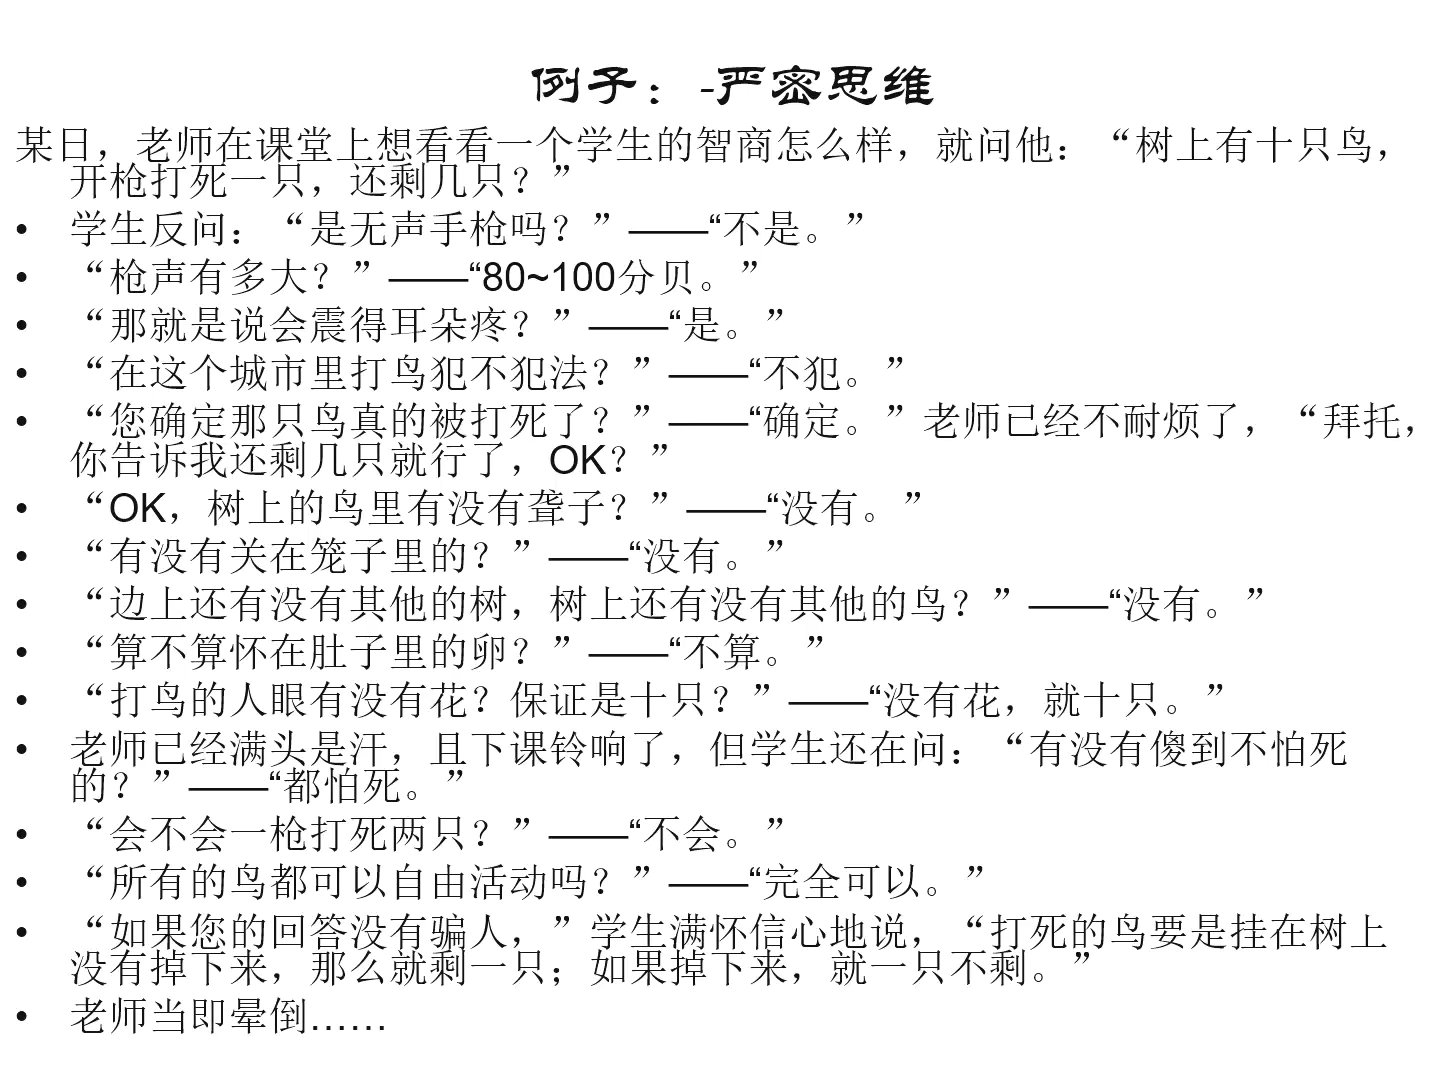 例子：-严密思维
某日，老师在课堂上想看看一个学生的智商怎么样，就问他：“树上有十只鸟，
开枪打死一只，还剩几只？”
• 学生反问：“是无声手枪吗？”——“不是。”
• “枪声有多大？”——“80~100分贝。”
• “那就是说会震得耳朵疼？”——“是。”
• “在这个城市里打鸟犯不犯法？”——“不犯。”
• “您确定那只鸟真的被打死了？”——“确定。”老师已经不耐烦了，“拜托，
你告诉我还剩几只就行了，OK？”
• “OK，树上的鸟里有没有聋子？”——“没有。”
• “有没有关在笼子里的？”——“没有。”
• “边上还有没有其他的树，树上还有没有其他的鸟？”——“没有。”
• “算不算怀在肚子里的卵？”——“不算。”
• “打鸟的人眼有没有花？保证是十只？”——“没有花，就十只。”
• 老师已经满头是汗，且下课铃响了，但学生还在问：“有没有傻到不怕死
的？”——“都怕死。”
• “会不会一枪打死两只？”——“不会。”
• “所有的鸟都可以自由活动吗？”——“完全可以。”
• “如果您的回答没有骗人，”学生满怀信心地说，“打死的鸟要是挂在树上
没有掉下来，那么就剩一只；如果掉下来，就一只不剩。”
• 老师当即晕倒……